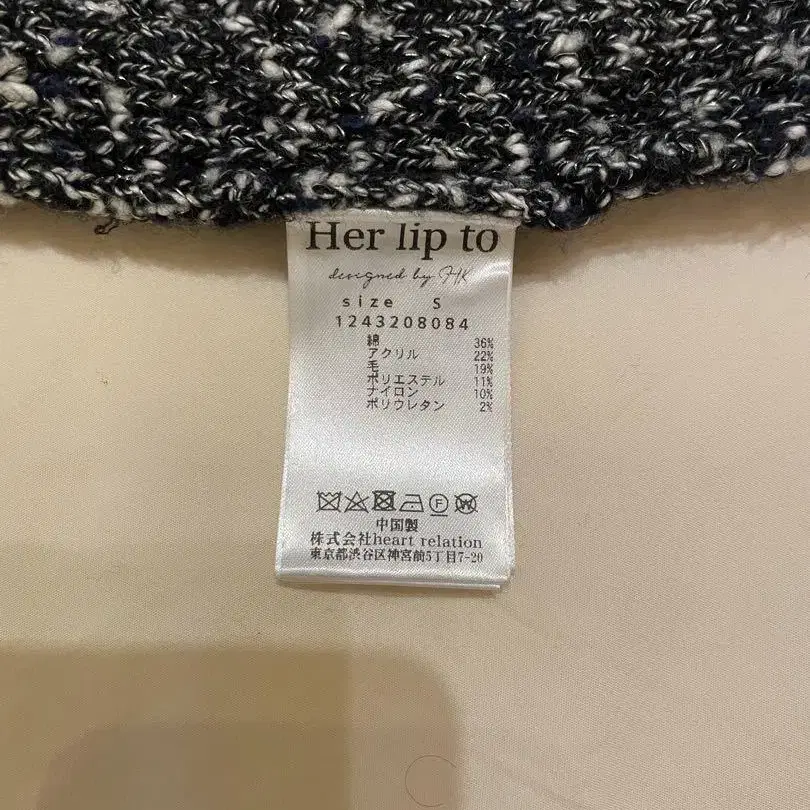 Her lip to
designed by HK
size S
1243208084
綿 36%
アクリル 22%
毛 19%
ポリエステル 11%
ナイロン 10%
ポリウレタン 2%
F W
中国製
株式会社heart relation
東京都渋谷区神宮前5丁目7-20